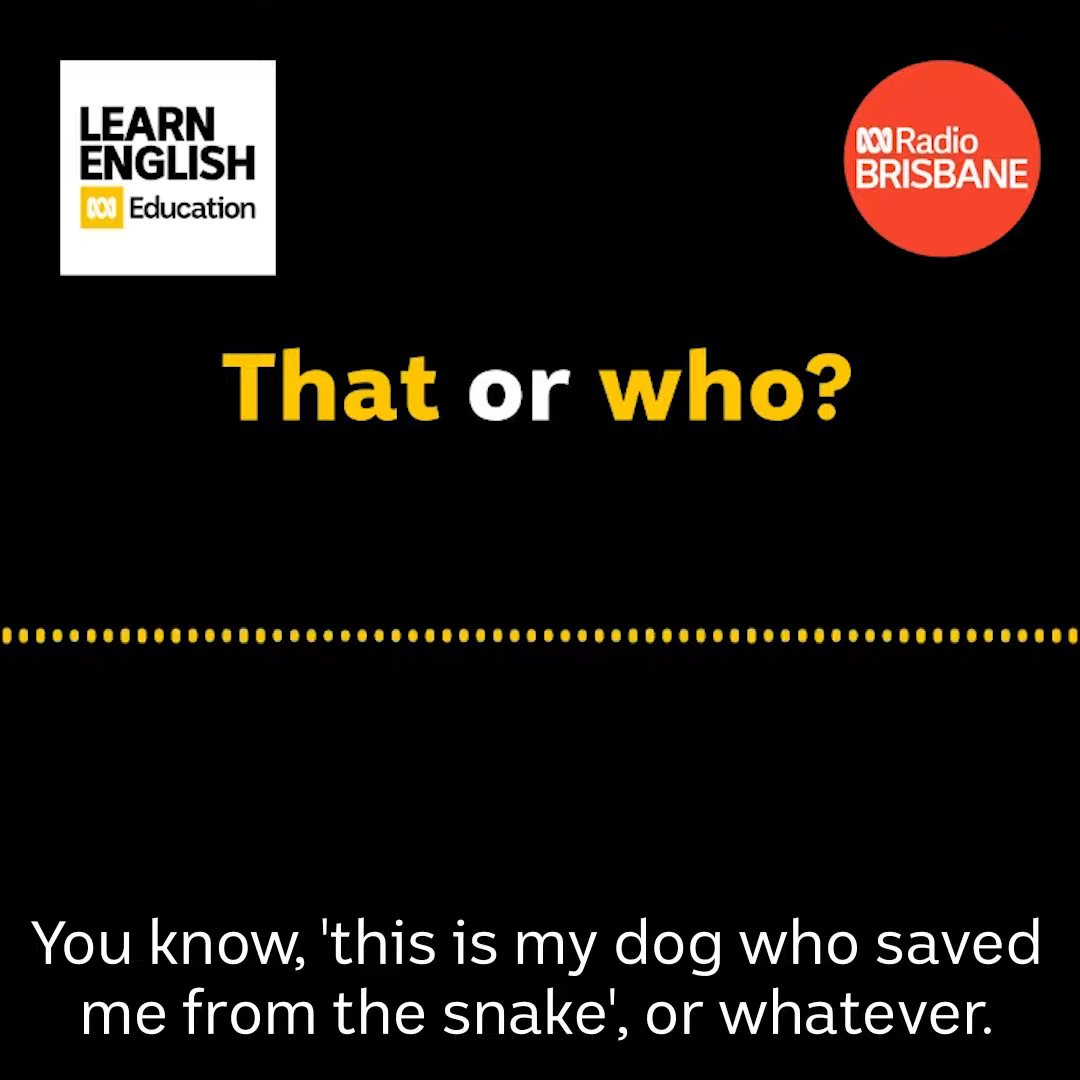 LEARN
ENGLISH
Education
Radio
BRISBANE
That or who?
You know, 'this is my dog who saved
me from the snake', or whatever.